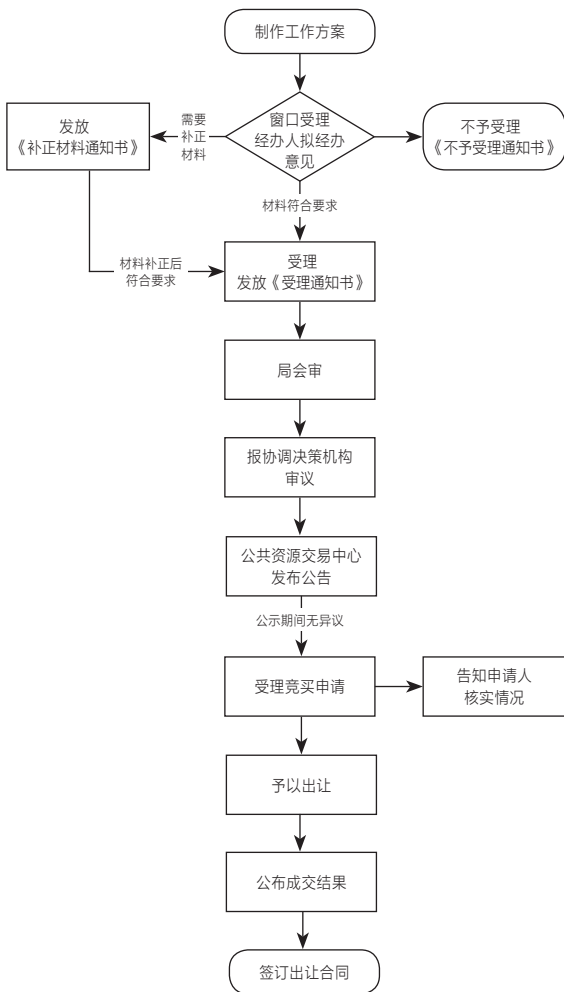 制作工作方案
窗口受理
经办人拟经办
意见
需要
补正
材料
发放
《补正材料通知书》
不予受理
《不予受理通知书》
材料符合要求
材料补正后
符合要求
受理
发放《受理通知书》
局会审
报协调决策机构
审议
公共资源交易中心
发布公告
公示期间无异议
受理竞买申请
告知申请人
核实情况
予以出让
公布成交结果
签订出让合同